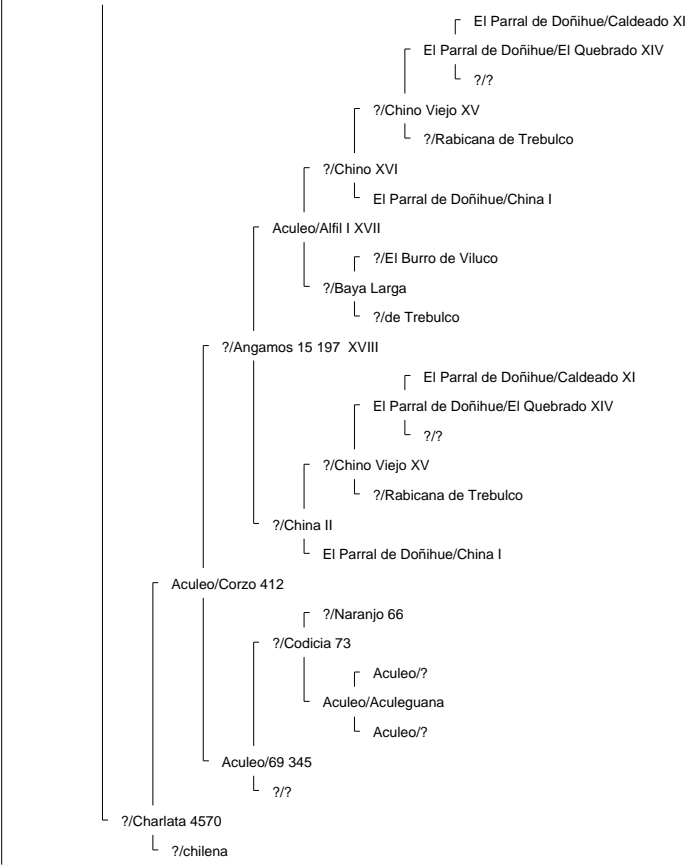 El Parral de Doñihue/Caldeado XI
El Parral de Doñihue/El Quebrado XIV
?/?
?/Chino Viejo XV
?/Rabicana de Trebulco
?/Chino XVI
El Parral de Doñihue/China I
Aculeo/Alfil I XVII
?/El Burro de Viluco
?/Baya Larga
?/de Trebulco
?/Angamos 15 197 XVIII
El Parral de Doñihue/Caldeado XI
El Parral de Doñihue/El Quebrado XIV
?/?
?/Chino Viejo XV
?/Rabicana de Trebulco
?/China II
El Parral de Doñihue/China I
Aculeo/Corzo 412
?/Naranjo 66
?/Codicia 73
Aculeo/?
Aculeo/Aculeguana
Aculeo/?
Aculeo/69 345
?/?
?/Charlata 4570
?/chilena